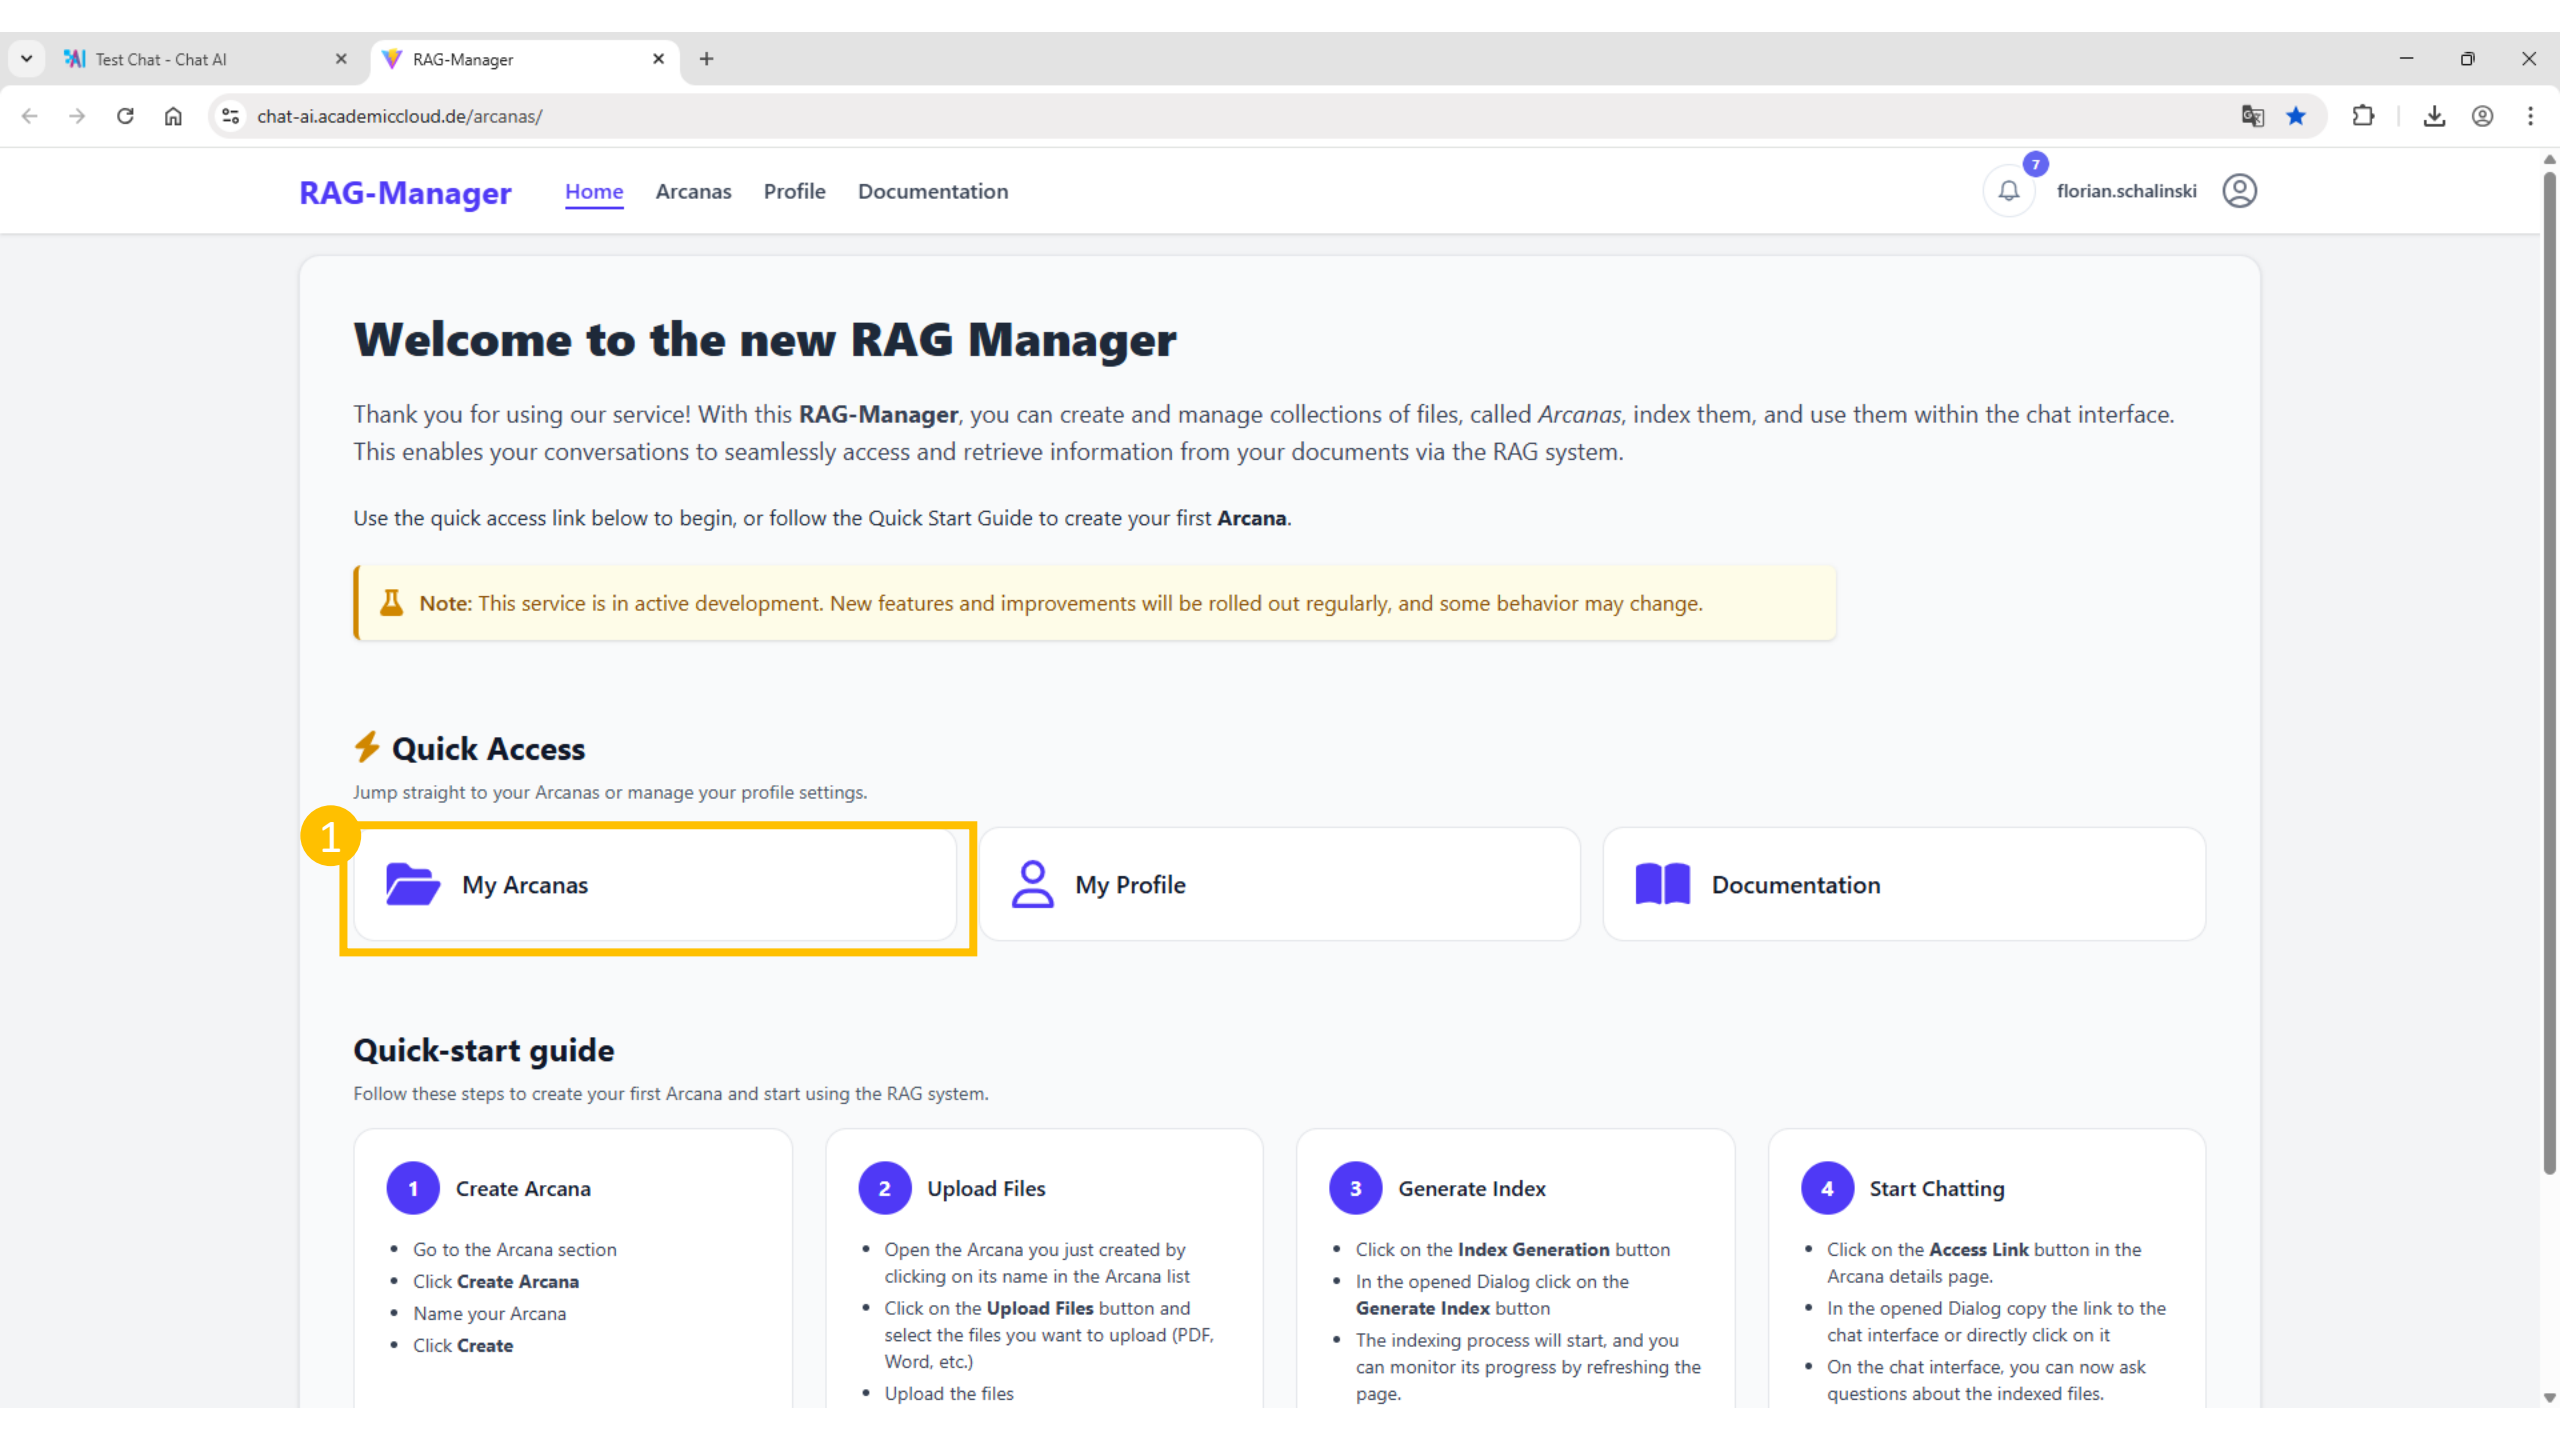 Test Chat - Chat AI
RAG-Manager
chat-ai.academiccloud.de/arcanas/
RAG-Manager
Home
Arcanas
Profile
Documentation
7
florian.schalinski
Welcome to the new RAG Manager
Thank you for using our service! With this RAG-Manager, you can create and manage collections of files, called Arcanas, index them, and use them within the chat interface.
This enables your conversations to seamlessly access and retrieve information from your documents via the RAG system.
Use the quick access link below to begin, or follow the Quick Start Guide to create your first Arcana.
Note: This service is in active development. New features and improvements will be rolled out regularly, and some behavior may change.
Quick Access
Jump straight to your Arcanas or manage your profile settings.
1
My Arcanas
My Profile
Documentation
Quick-start guide
Follow these steps to create your first Arcana and start using the RAG system.
1
Create Arcana
• Go to the Arcana section
• Click Create Arcana
• Name your Arcana
• Click Create
2
Upload Files
• Open the Arcana you just created by
clicking on its name in the Arcana list
• Click on the Upload Files button and
select the files you want to upload (PDF,
Word, etc.)
• Upload the files
3
Generate Index
• Click on the Index Generation button
• In the opened Dialog click on the
Generate Index button
• The indexing process will start, and you
can monitor its progress by refreshing the
page.
4
Start Chatting
• Click on the Access Link button in the
Arcana details page.
• In the opened Dialog copy the link to the
chat interface or directly click on it
• On the chat interface, you can now ask
questions about the indexed files.